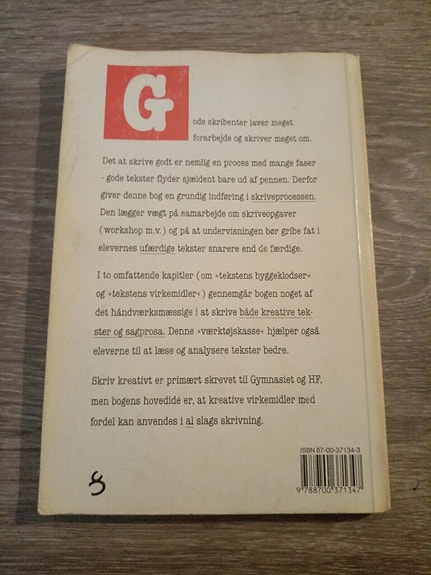 Gode skribenter laver meget
forarbejde og skriver meget om.
Det at skrive godt er nemlig en proces med mange faser
- gode tekster flyder sjældent bare ud af pennen. Derfor
giver denne bog en grundig indføring i skriveprocessen.
Den lægger vægt på samarbejde om skriveopgaver
(workshop m.v.) og på at undervisningen bør gribe fat i
elevernes ufærdige tekster snarere end de færdige.
I to omfattende kapitler (om »tekstens byggeklodser«
og »tekstens virkemidler«) gennemgår bogen noget af
det håndværksmæssige i at skrive både kreative tek-
ster og sagprosa. Denne »værktøjskasse« hjælper også
eleverne til at læse og analysere tekster bedre.
Skriv kreativt er primært skrevet til Gymnasiet og HF,
men bogens hovedidé er, at kreative virkemidler med
fordel kan anvendes i al slags skrivning.
ISBN 87-00-37134-3
9 788700 371347